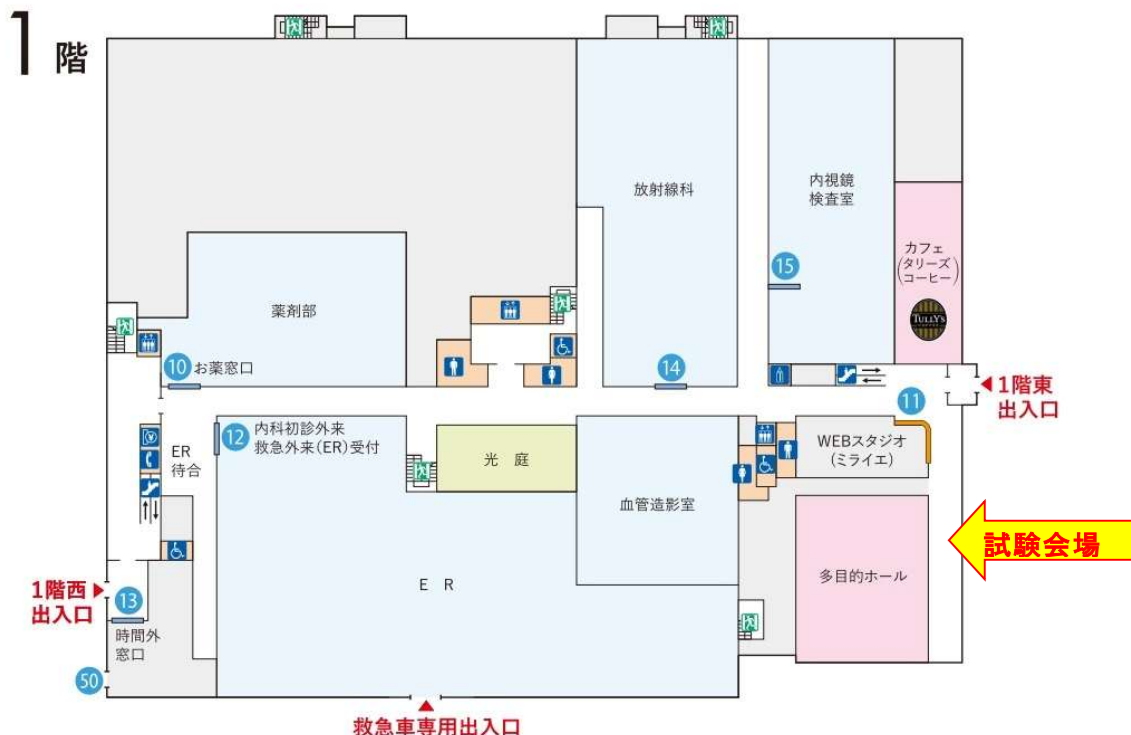 1階
放射線科
内視鏡
検査室
カフェ
(タリーズ
コーヒー)
TULLY'S
15
薬剤部
10 お薬窓口
14
1階東
出入口
11
12 内科初診外来
救急外来(ER)受付
ER
待合
光 庭
WEBスタジオ
(ミライエ)
血管造影室
試験会場
多目的ホール
E R
1階西
出入口
13
時間外
窓口
50
救急車専用出入口